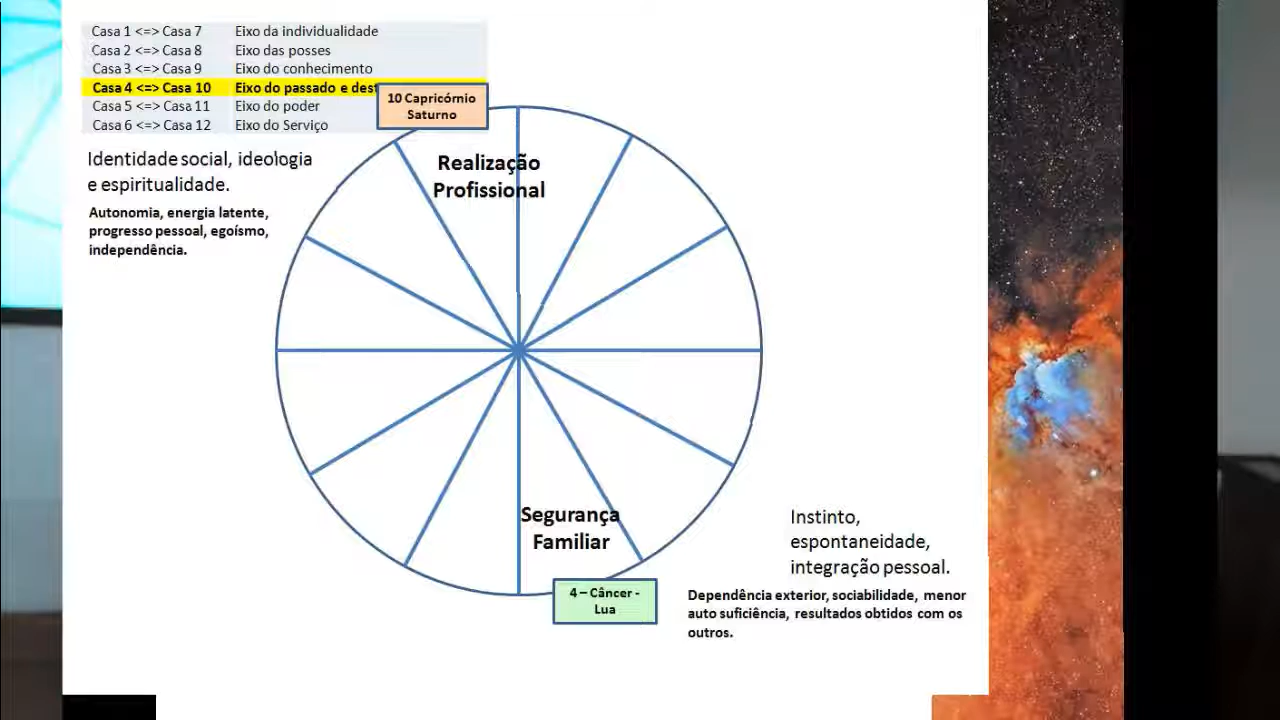 Casa 1 <=> Casa 7 Eixo da individualidade
Casa 2 <=> Casa 8 Eixo das posses
Casa 3 <=> Casa 9 Eixo do conhecimento
Casa 4 <=> Casa 10 Eixo do passado e dest
Casa 5 <=> Casa 11 Eixo do poder
Casa 6 <=> Casa 12 Eixo do Serviço
10 Capricórnio
Saturno
Identidade social, ideologia
e espiritualidade.
Autonomia, energia latente,
progresso pessoal, egoísmo,
independência.
Realização
Profissional
Segurança
Familiar
4 – Câncer -
Lua
Instinto,
espontaneidade,
integração pessoal.
Dependência exterior, sociabilidade, menor
auto suficiência, resultados obtidos com os
outros.